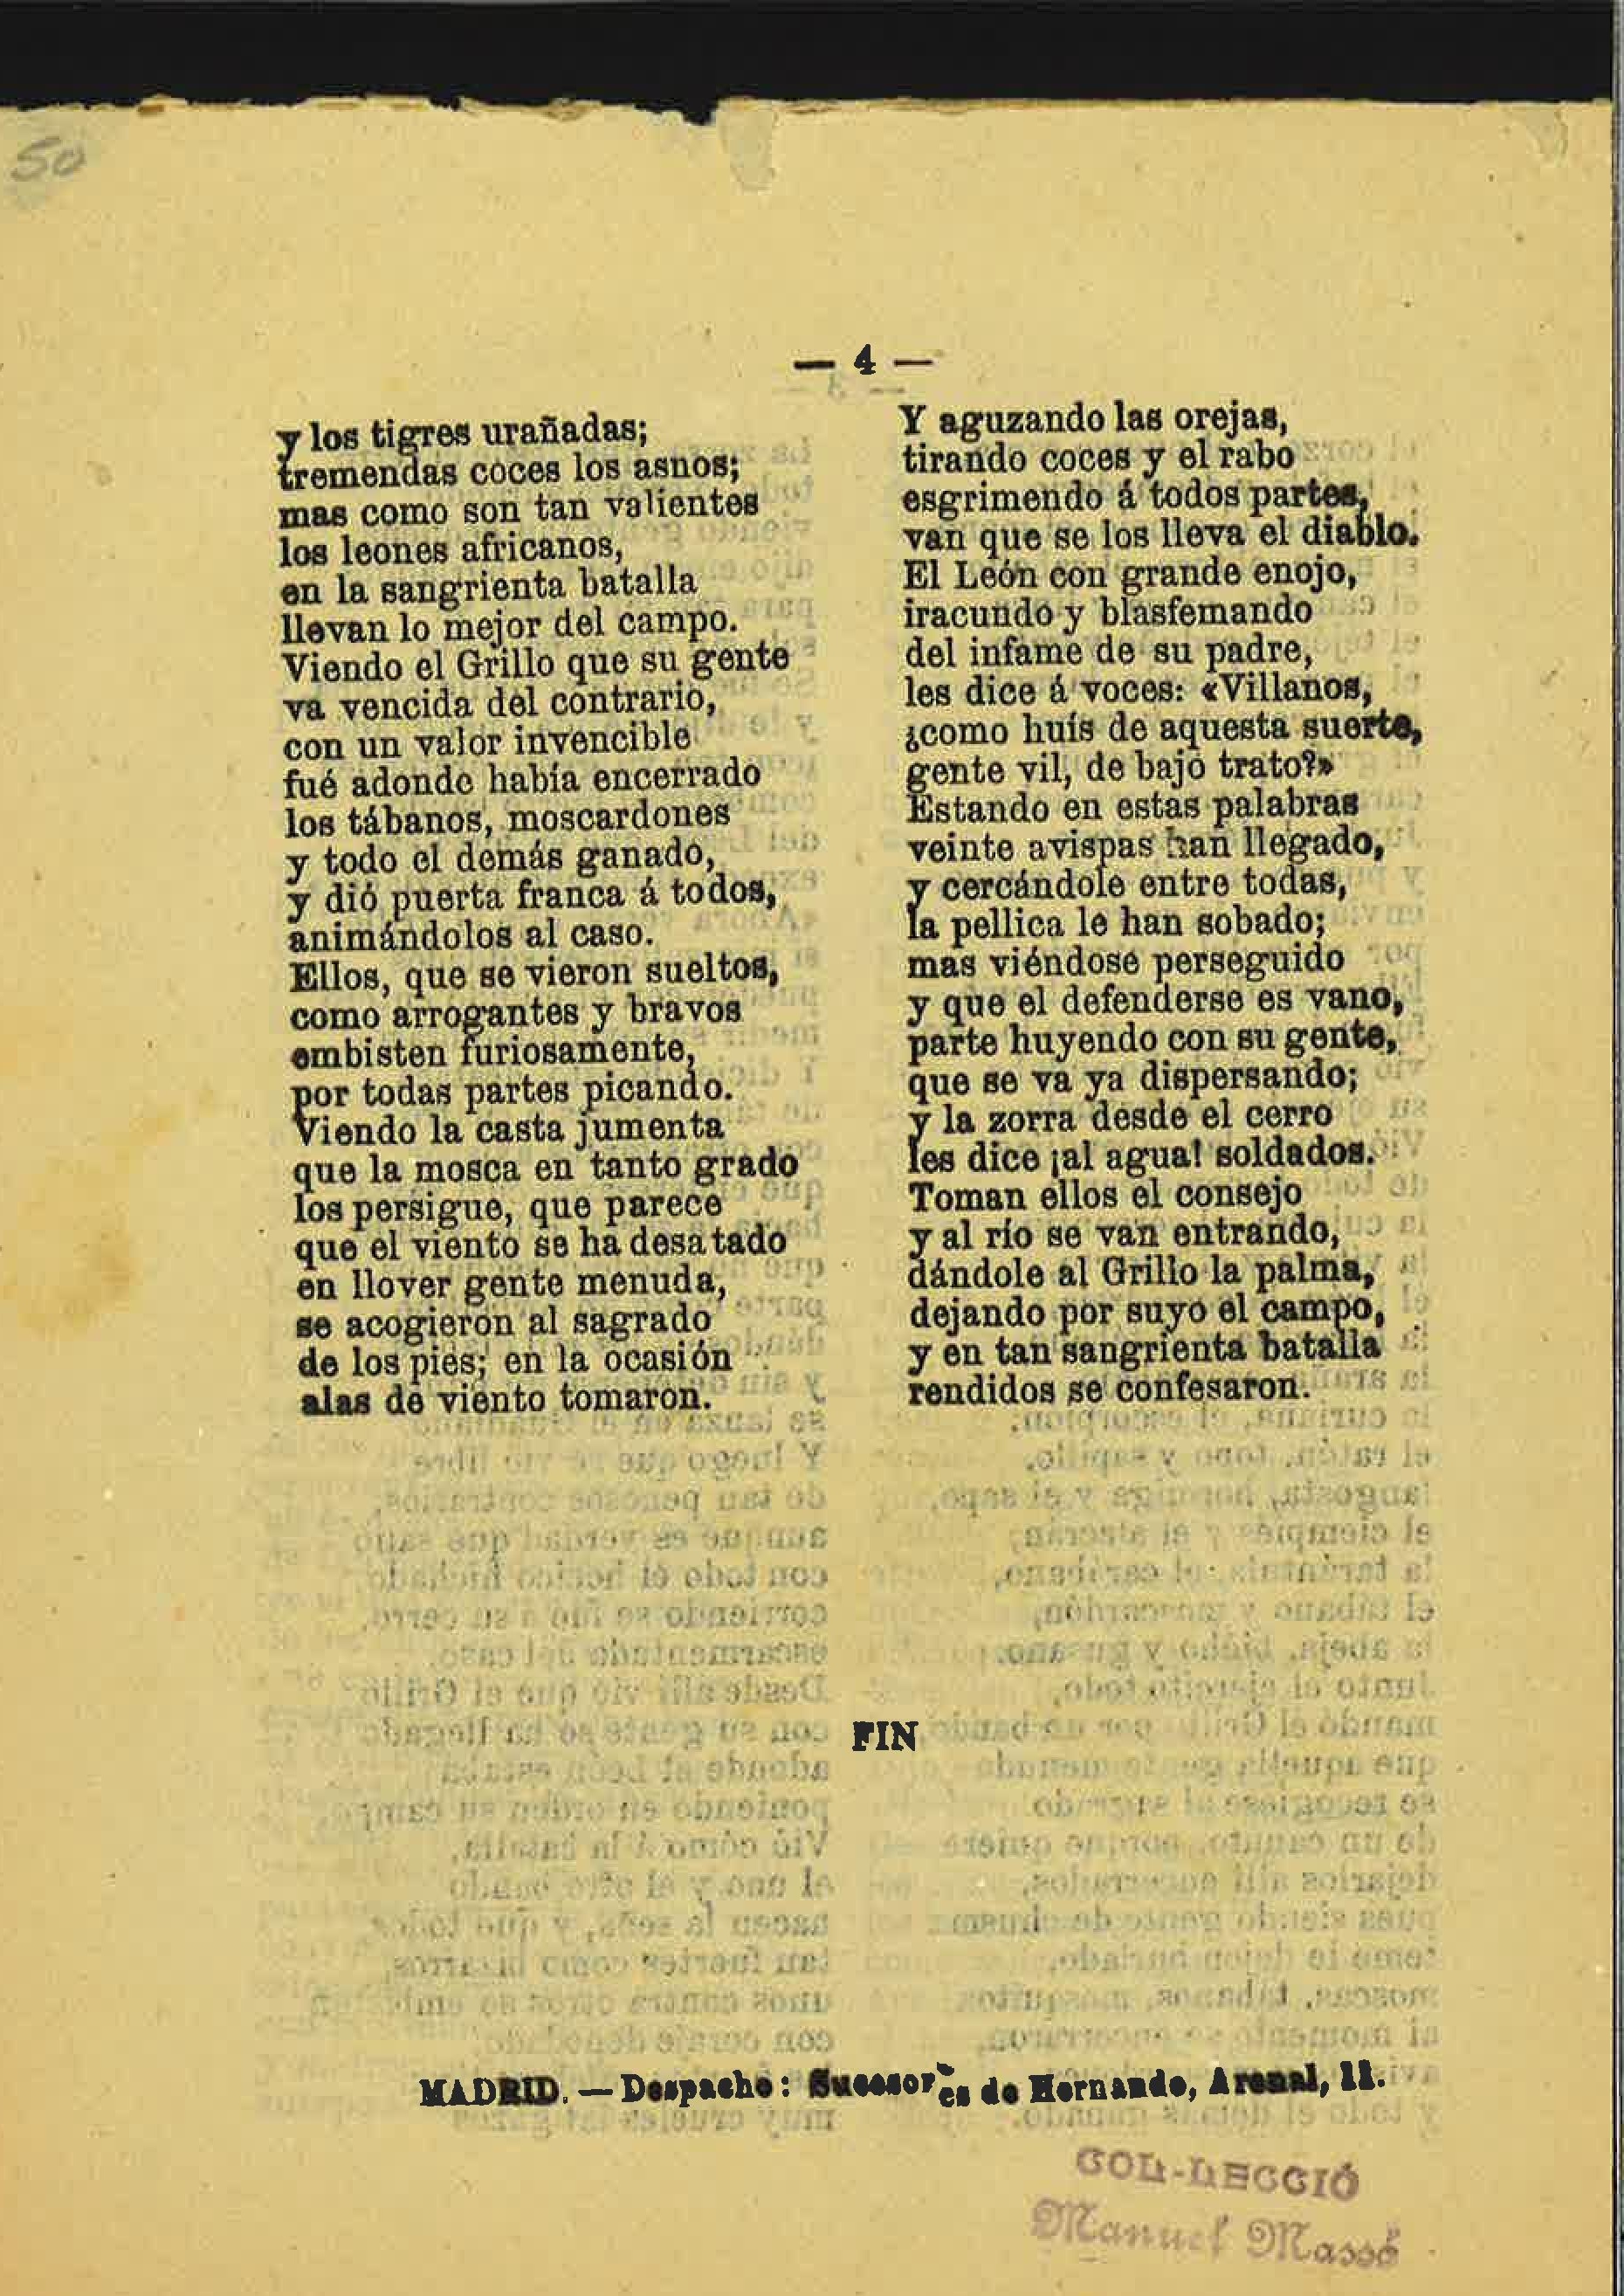 50
— 4 —
y los tigres urañadas;
tremendas coces los asnos;
mas como son tan valientes
los leones africanos,
en la sangrienta batalla
llevan lo mejor del campo.
Viendo el Grillo que su gente
va vencida del contrario,
con un valor invencible
fué adonde había encerrado
los tábanos, moscardones
y todo el demás ganado,
y dió puerta franca á todos,
animándolos al caso.
Ellos, que se vieron sueltos,
como arrogantes y bravos
embisten furiosamente,
por todas partes picando.
Viendo la casta jumenta
que la mosca en tanto grado
los persigue, que parece
que el viento se ha desatado
en llover gente menuda,
se acogieron al sagrado
de los pies; en la ocasión
alas de viento tomaron.
Y aguzando las orejas,
tirando coces y el rabo
esgrimendo á todos partes,
van que se los lleva el diablo.
El León con grande enojo,
iracundo y blasfemando
del infame de su padre,
les dice á voces: «Villanos,
¿como huís de aquesta suerte,
gente vil, de bajo trato?»
Estando en estas palabras
veinte avispas han llegado,
y cercándole entre todas,
la pellica le han sobado;
mas viéndose perseguido
y que el defenderse es vano,
parte huyendo con su gente,
que se va ya dispersando;
y la zorra desde el cerro
les dice ¡al agua! soldados.
Toman ellos el consejo
y al río se van entrando,
dándole al Grillo la palma,
dejando por suyo el campo,
y en tan sangrienta batalla
rendidos se confesaron.
FIN
MADRID. — Despacho: Sucesores de Hernando, Arenal, 11.
COL-LECCIÓ
Manuel Massó